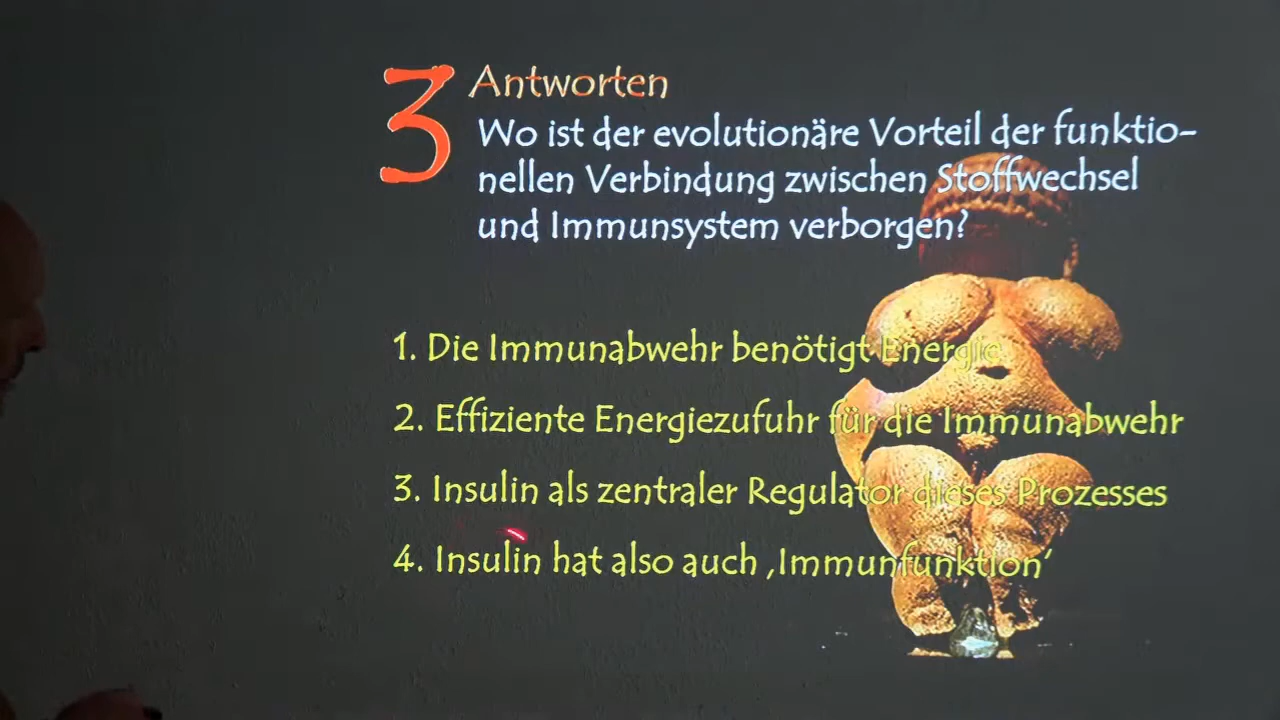 3 Antworten
Wo ist der evolutionäre Vorteil der funktio-
nellen Verbindung zwischen Stoffwechsel
und Immunsystem verborgen?
1. Die Immunabwehr benötigt Energie
2. Effiziente Energiezufuhr für die Immunabwehr
3. Insulin als zentraler Regulator dieses Prozesses
4. Insulin hat also auch ‚Immunfunktion‘